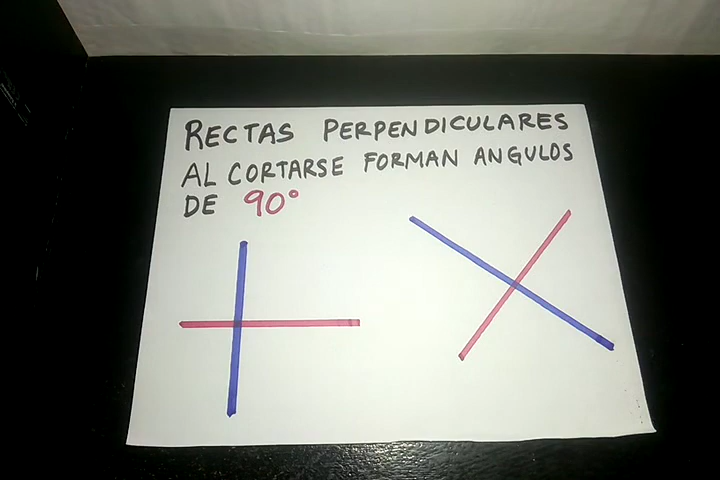 RECTAS PERPENDICULARES
AL CORTARSE FORMAN ANGULOS
DE 90°